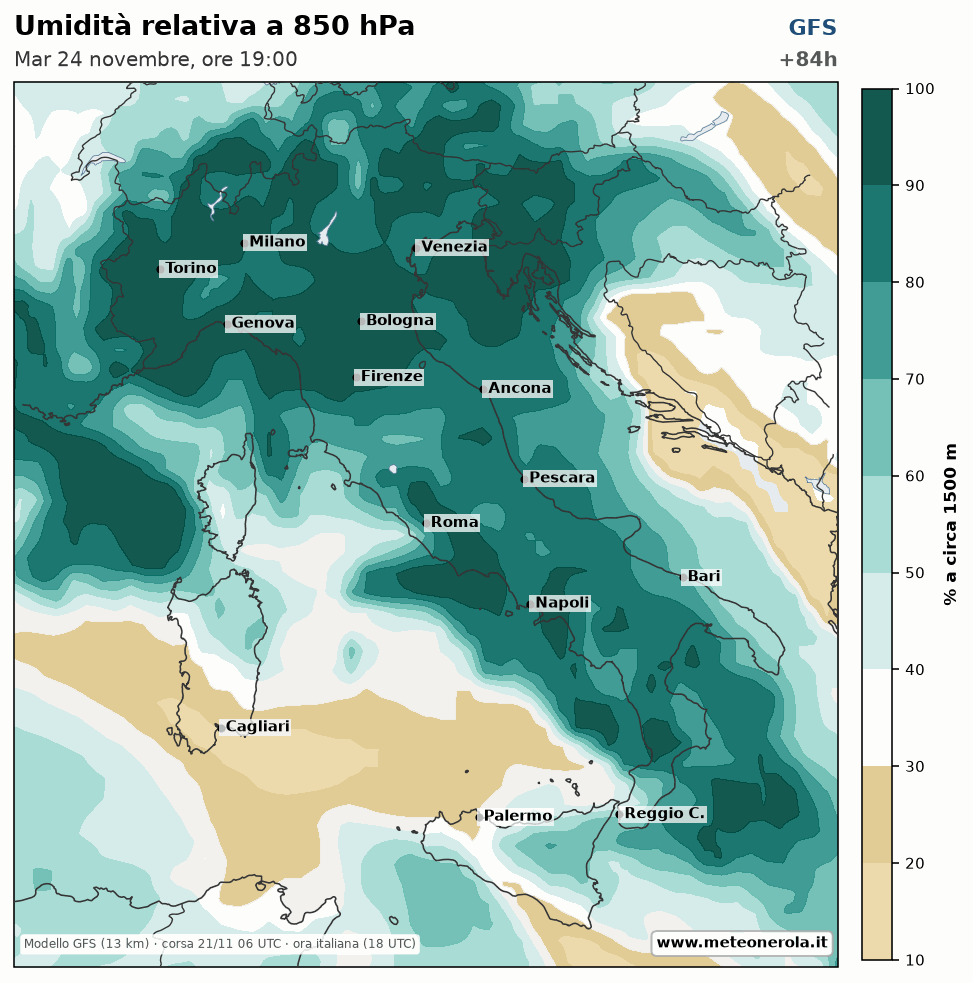 Umidità relativa a 850 hPa
GFS
Mar 24 novembre, ore 19:00
+84h
100
90
80
70
60
50
40
30
20
10
% a circa 1500 m
Milano
Venezia
Torino
Genova
Bologna
Firenze
Ancona
Pescara
Roma
Bari
Napoli
Cagliari
Palermo
Reggio C.
Modello GFS (13 km) · corsa 21/11 06 UTC · ora italiana (18 UTC)
www.meteonerola.it